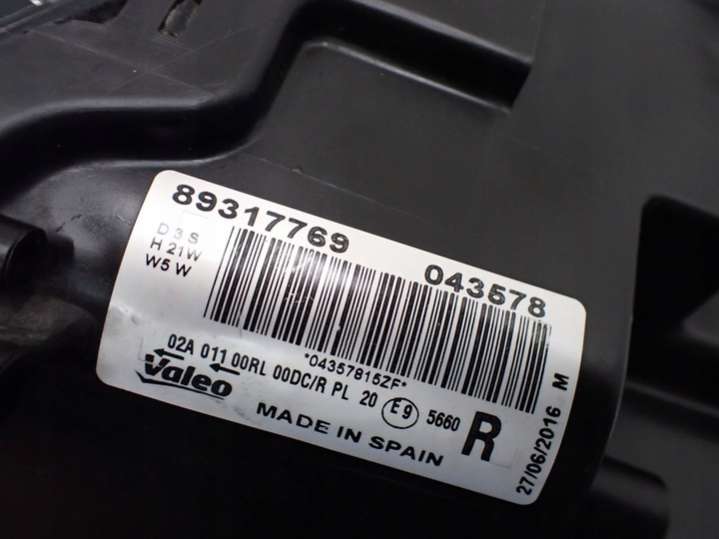 89317769
043578
D3S
H 21W
W5W
*04357815ZF*
02A 011 00RL 00DC/R PL 20 E9 5660
Valeo
R
MADE IN SPAIN
27/06/2016 M